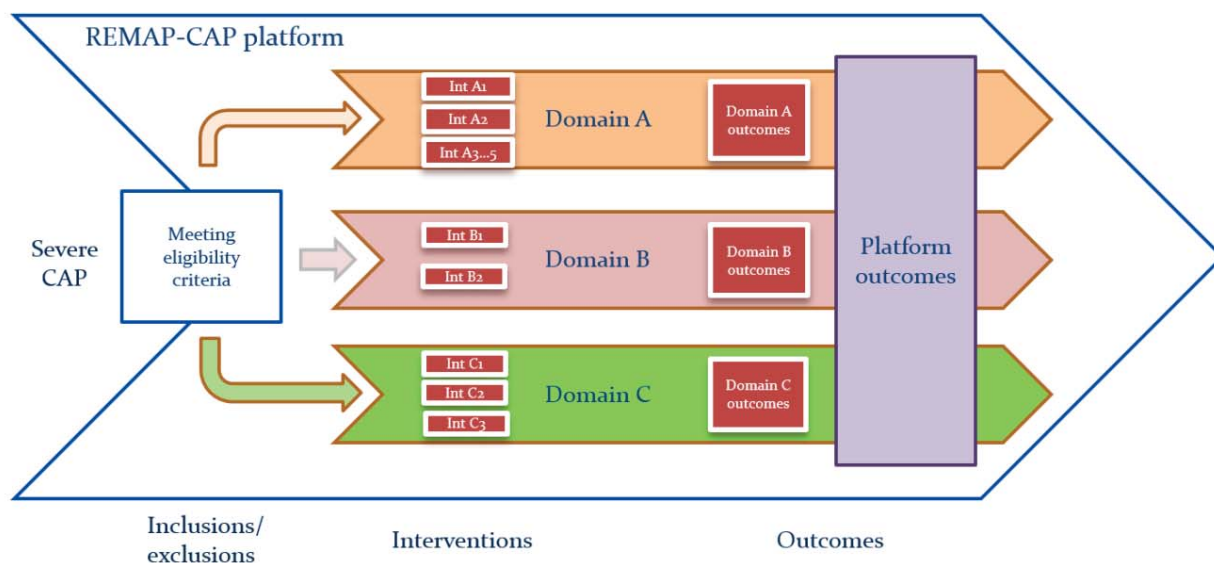 REMAP-CAP platform
Int A1
Int A2
Int A3...5
Domain A
Domain A
outcomes
Severe
CAP
Meeting
eligibility
criteria
Int B1
Int B2
Domain B
Domain B
outcomes
Platform
outcomes
Int C1
Int C2
Int C3
Domain C
Domain C
outcomes
Inclusions/
exclusions
Interventions
Outcomes